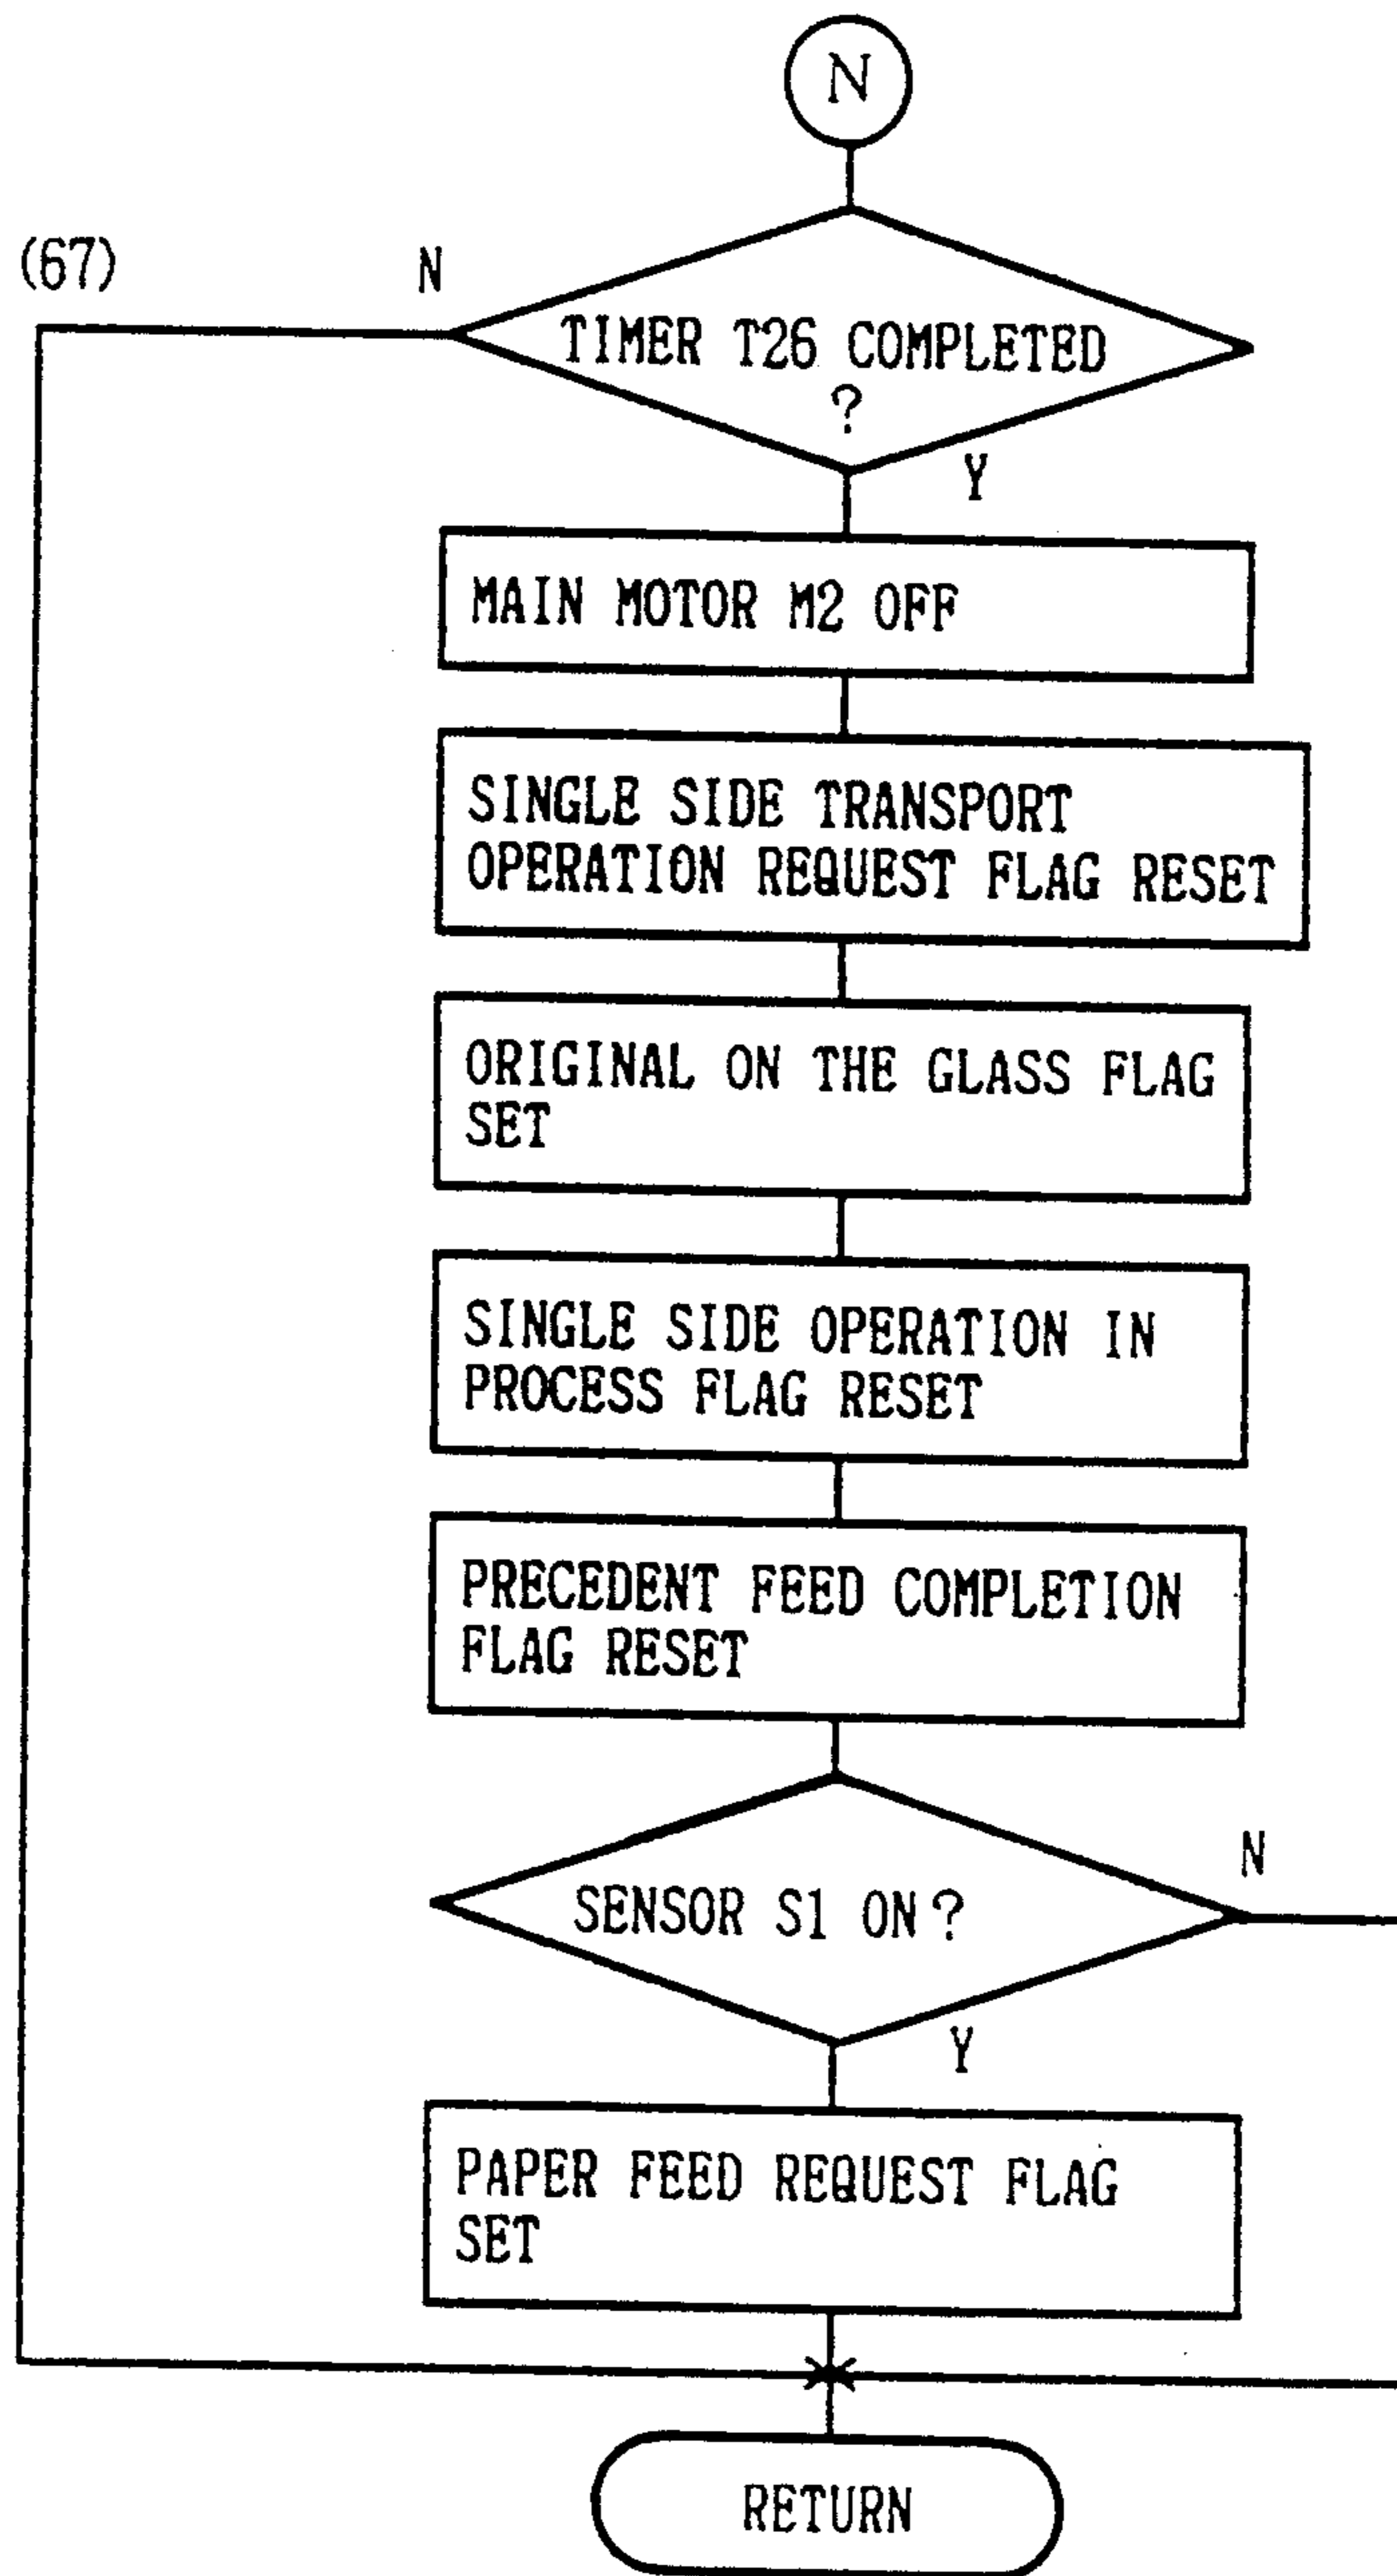 N
(67)
N
TIMER T26 COMPLETED
?
Y
MAIN MOTOR M2 OFF
SINGLE SIDE TRANSPORT
OPERATION REQUEST FLAG RESET
ORIGINAL ON THE GLASS FLAG
SET
SINGLE SIDE OPERATION IN
PROCESS FLAG RESET
PRECEDENT FEED COMPLETION
FLAG RESET
N
SENSOR S1 ON?
Y
PAPER FEED REQUEST FLAG
SET
RETURN